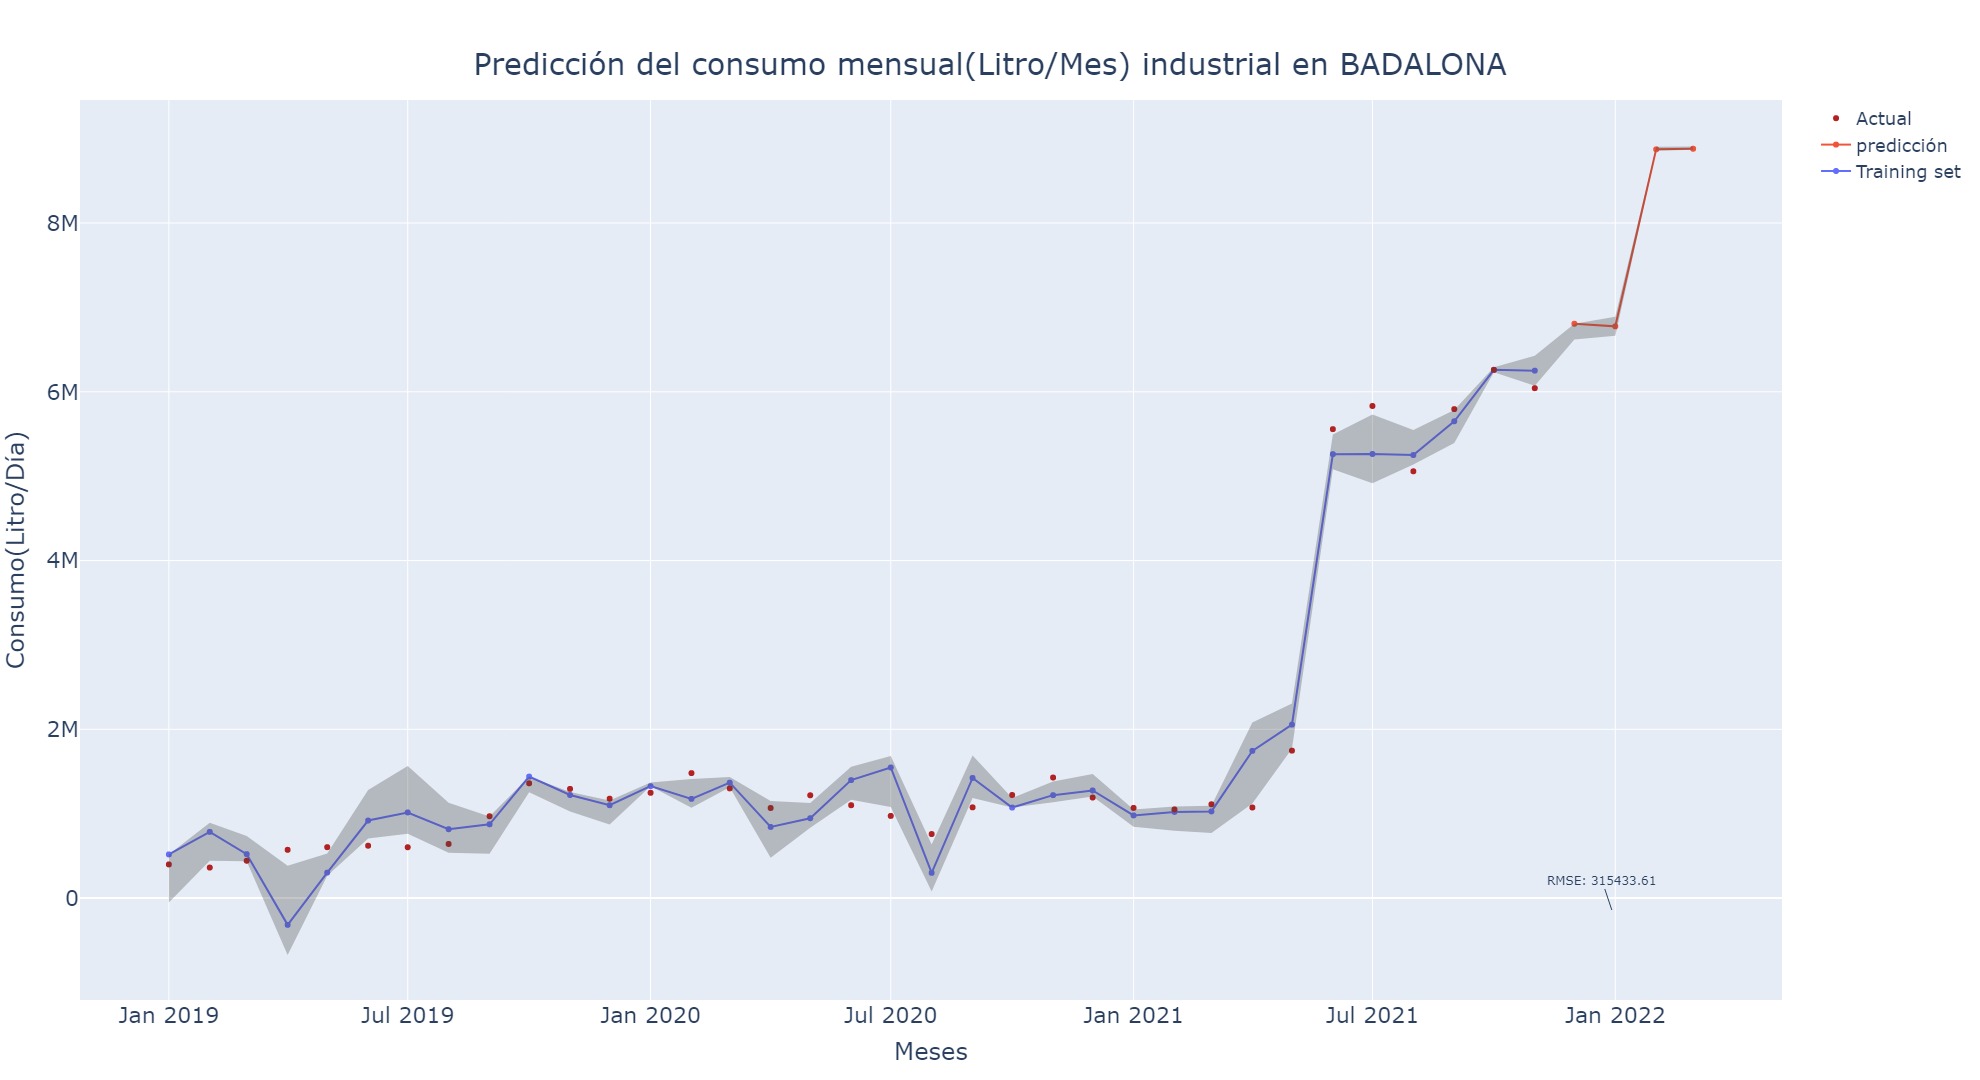 Predicción del consumo mensual(Litro/Mes) industrial en BADALONA
Actual
predicción
Training set
Consumo(Litro/Día)
8M
6M
4M
2M
0
RMSE: 315433.61
Jan 2019
Jul 2019
Jan 2020
Jul 2020
Jan 2021
Jul 2021
Jan 2022
Meses